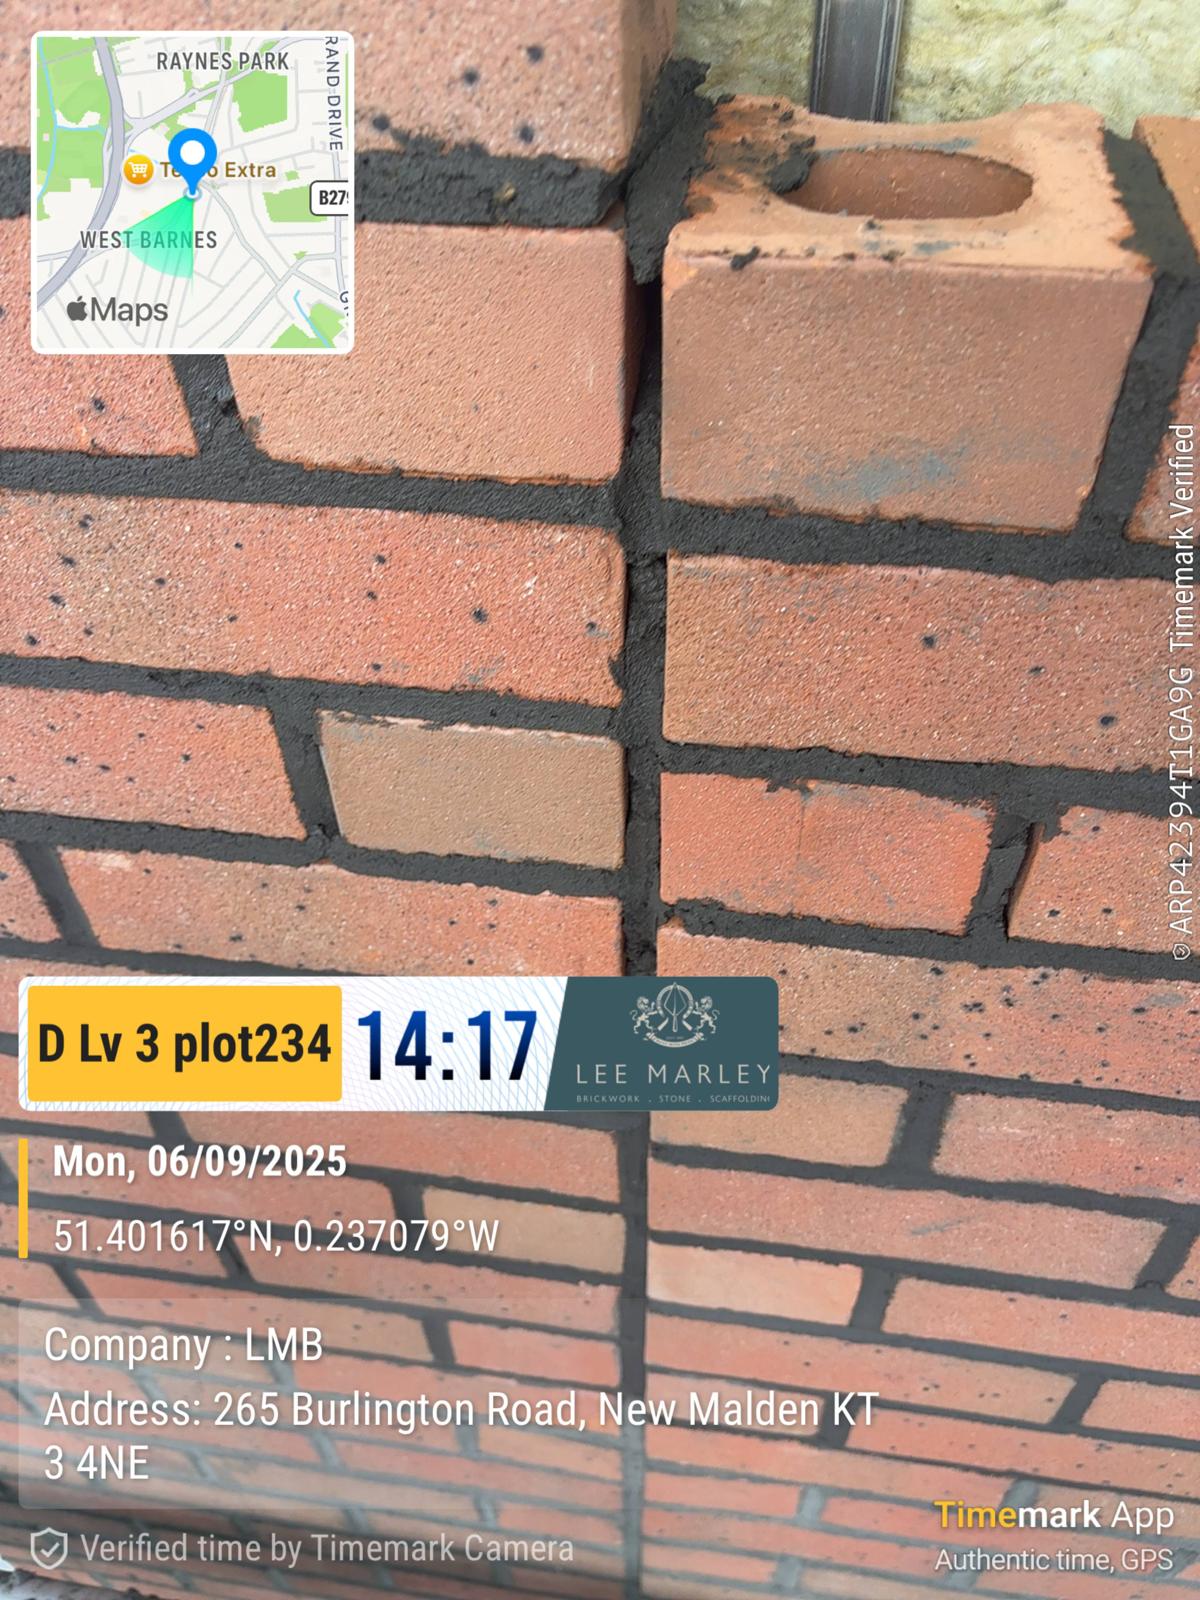 RAYNES PARK
RAND DRIVE
Extra
B27
WEST BARNES
Maps
D Lv 3 plot234
14:17
LEE MARLEY
BRICKWORK . STONE . SCAFFOLDIN
Mon, 06/09/2025
51.401617°N, 0.237079°W
Company : LMB
Address: 265 Burlington Road, New Malden KT
3 4NE
Verified time by Timemark Camera
Timemark App
Authentic time, GPS
ARP42394T1GA9G Timemark Verified